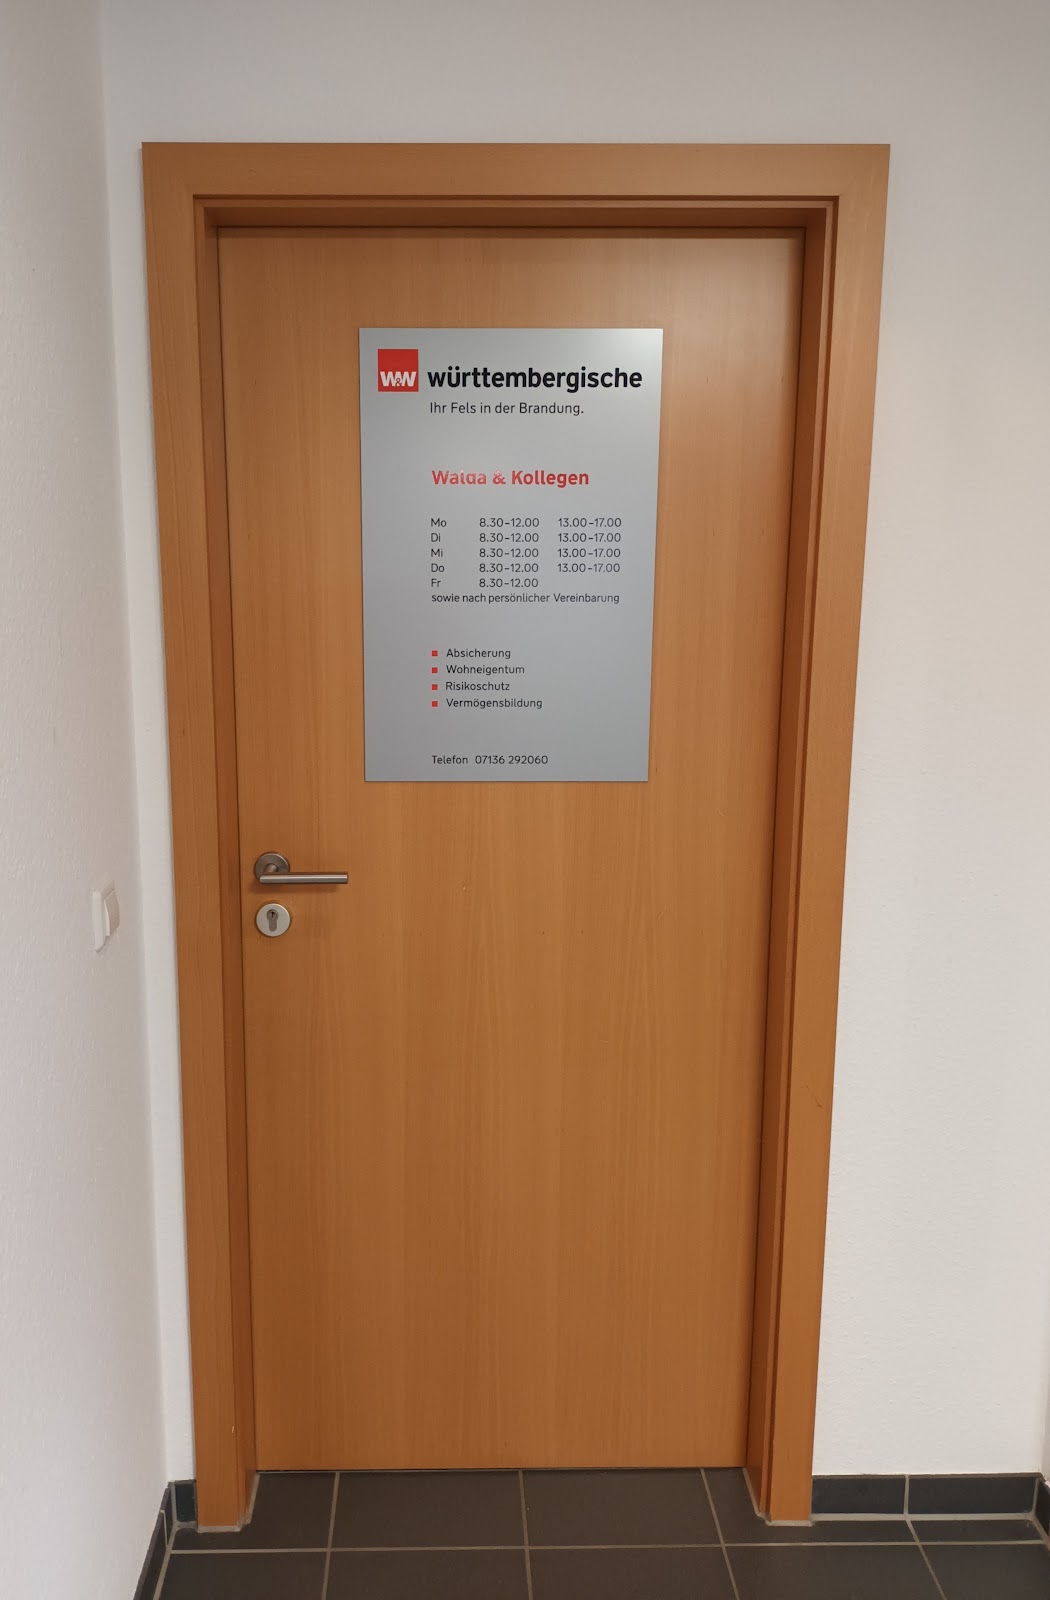 W&W württembergische
Ihr Fels in der Brandung.
Walda & Kollegen
Mo 8.30–12.00 13.00–17.00
Di 8.30–12.00 13.00–17.00
Mi 8.30–12.00 13.00–17.00
Do 8.30–12.00 13.00–17.00
Fr 8.30–12.00
sowie nach persönlicher Vereinbarung
Absicherung
Wohneigentum
Risikoschutz
Vermögensbildung
Telefon 07136 292060